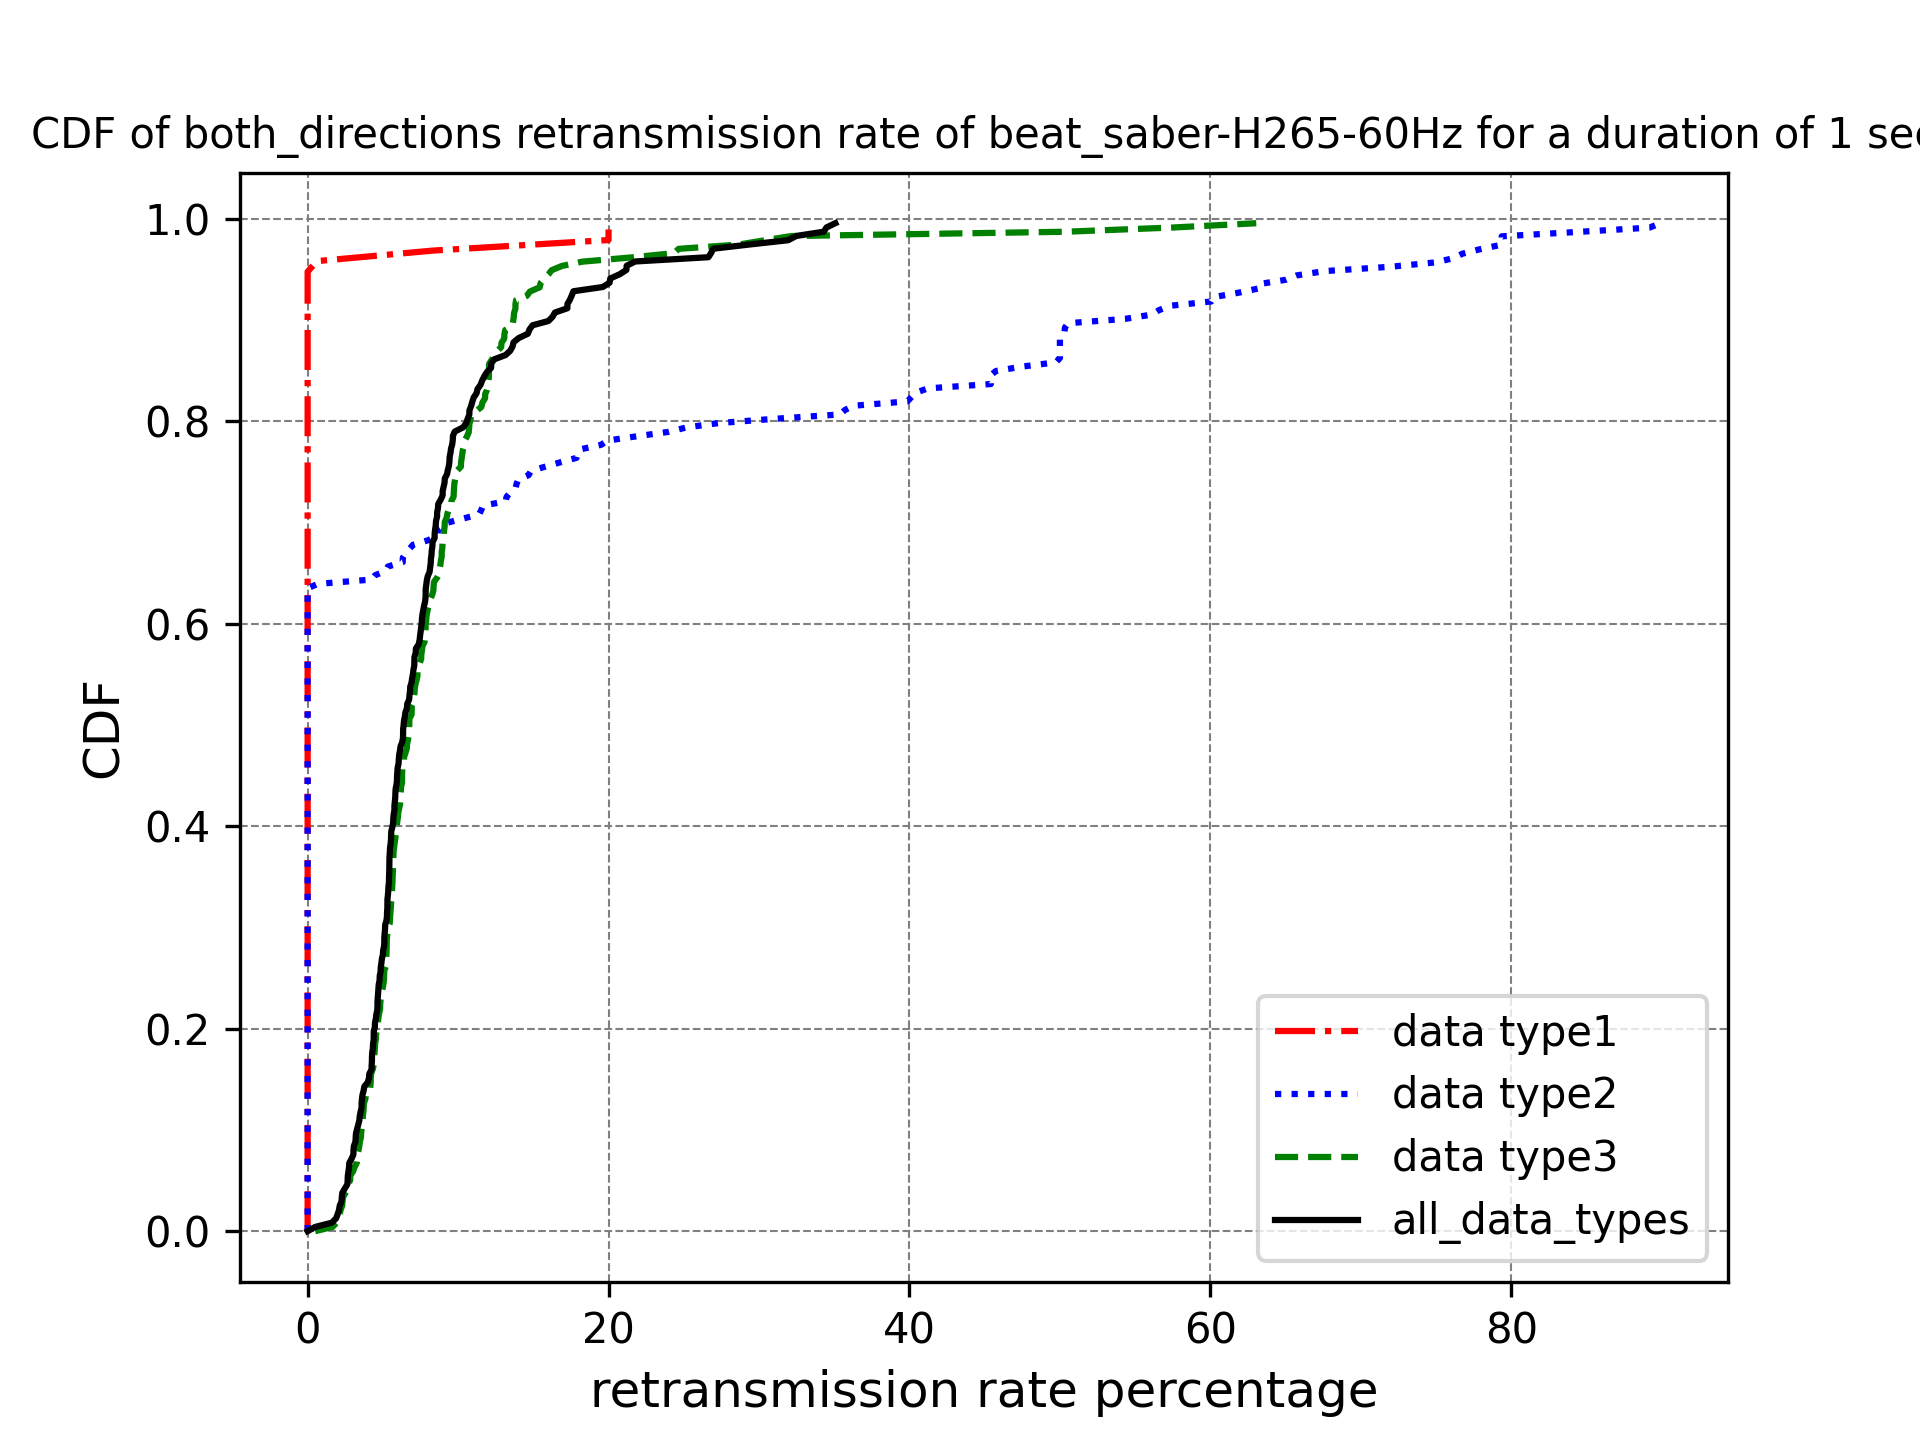 CDF of both_directions retransmission rate of beat_saber-H265-60Hz for a duration of 1
1.0
0.8
0.6
0.4
0.2
0.0
CDF
0
20
40
60
80
retransmission rate percentage
data type1
data type2
data type3
all_data_types